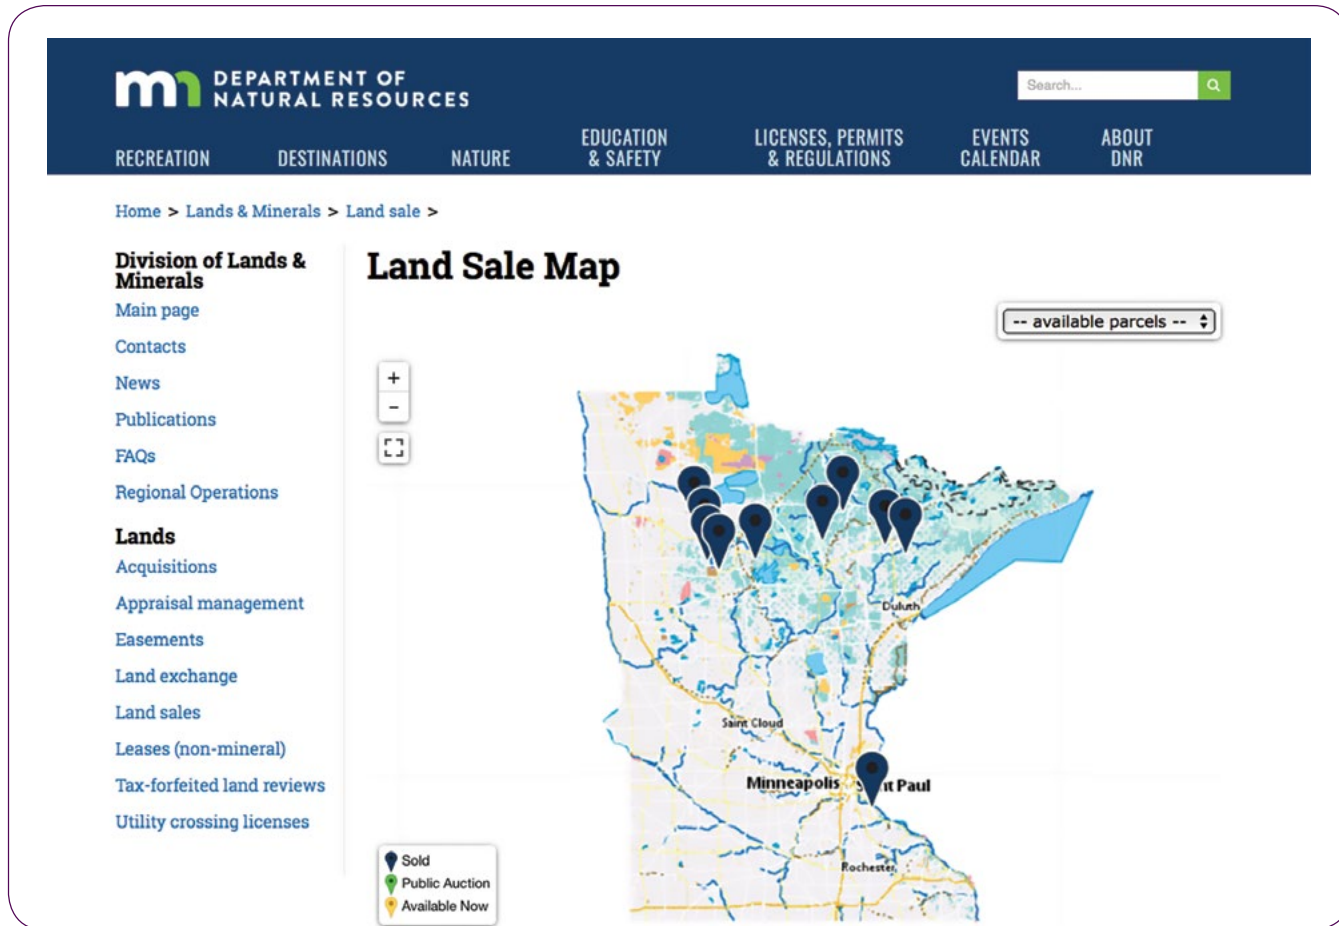 mn DEPARTMENT OF
NATURAL RESOURCES
Search...
RECREATION
DESTINATIONS
NATURE
EDUCATION
& SAFETY
LICENSES, PERMITS
& REGULATIONS
EVENTS
CALENDAR
ABOUT
DNR
Home > Lands & Minerals > Land sale >
Division of Lands &
Minerals
Main page
Contacts
News
Publications
FAQs
Regional Operations
Lands
Acquisitions
Appraisal management
Easements
Land exchange
Land sales
Leases (non-mineral)
Tax-forfeited land reviews
Utility crossing licenses
Land Sale Map
-- available parcels --
+
-
Duluth
Saint Cloud
Minneapolis
Paul
Rochester
Sold
Public Auction
Available Now